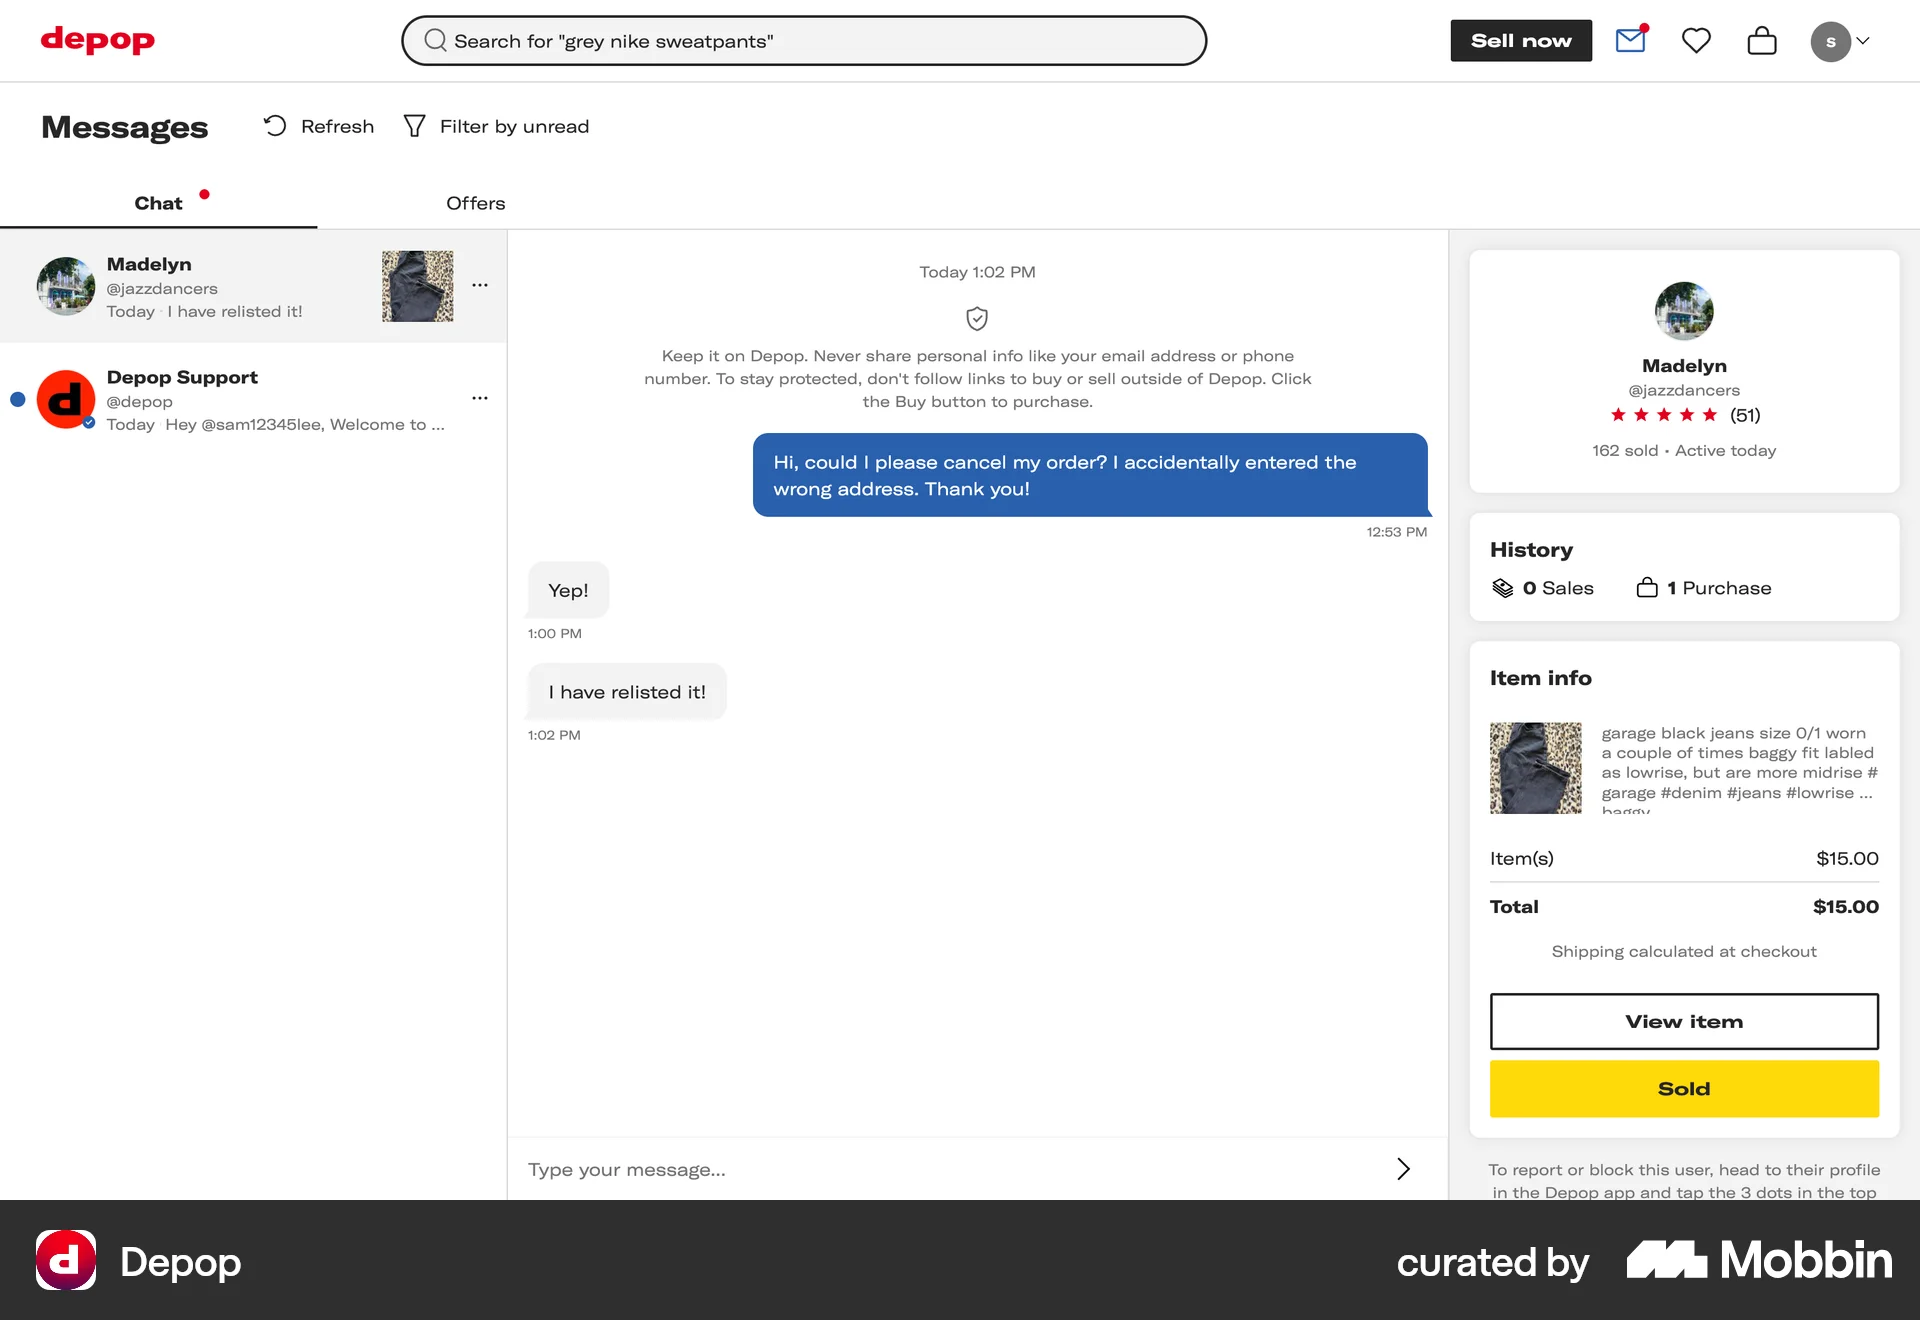 depop
Search for "grey nike sweatpants"
Sell now
s
Messages
Refresh
Filter by unread
Chat
Offers
Madelyn
@jazzdancers
Today · I have relisted it!
Depop Support
@depop
Today · Hey @sam12345lee, Welcome to ...
Today 1:02 PM
Keep it on Depop. Never share personal info like your email address or phone
number. To stay protected, don't follow links to buy or sell outside of Depop. Click
the Buy button to purchase.
Hi, could I please cancel my order? I accidentally entered the
wrong address. Thank you!
12:53 PM
Yep!
1:00 PM
I have relisted it!
1:02 PM
Type your message...
Madelyn
@jazzdancers
(51)
162 sold • Active today
History
0 Sales
1 Purchase
Item info
garage black jeans size 0/1 worn
a couple of times baggy fit labled
as lowrise, but are more midrise #
garage #denim #jeans #lowrise ...
baggy
Item(s) $15.00
Total $15.00
Shipping calculated at checkout
View item
Sold
To report or block this user, head to their profile
in the Depop app and tap the 3 dots in the top
d Depop
curated by Mobbin